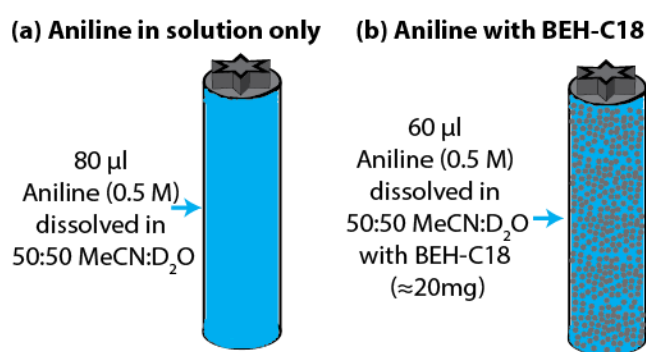 (a) Aniline in solution only
80 µl
Aniline (0.5 M)
dissolved in
50:50 MeCN:D₂O
(b) Aniline with BEH-C18
60 µl
Aniline (0.5 M)
dissolved in
50:50 MeCN:D₂O
with BEH-C18
(≈20mg)